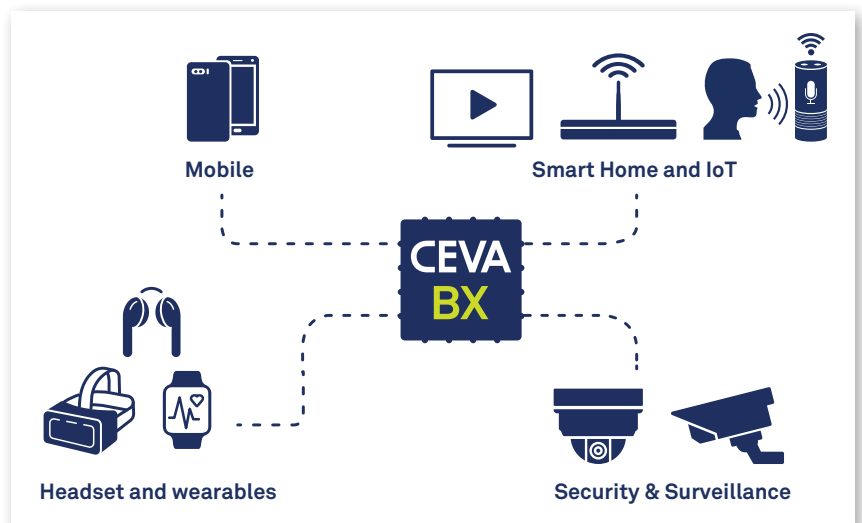 Mobile
Smart Home and IoT
CEVA
BX
Headset and wearables
Security & Surveillance